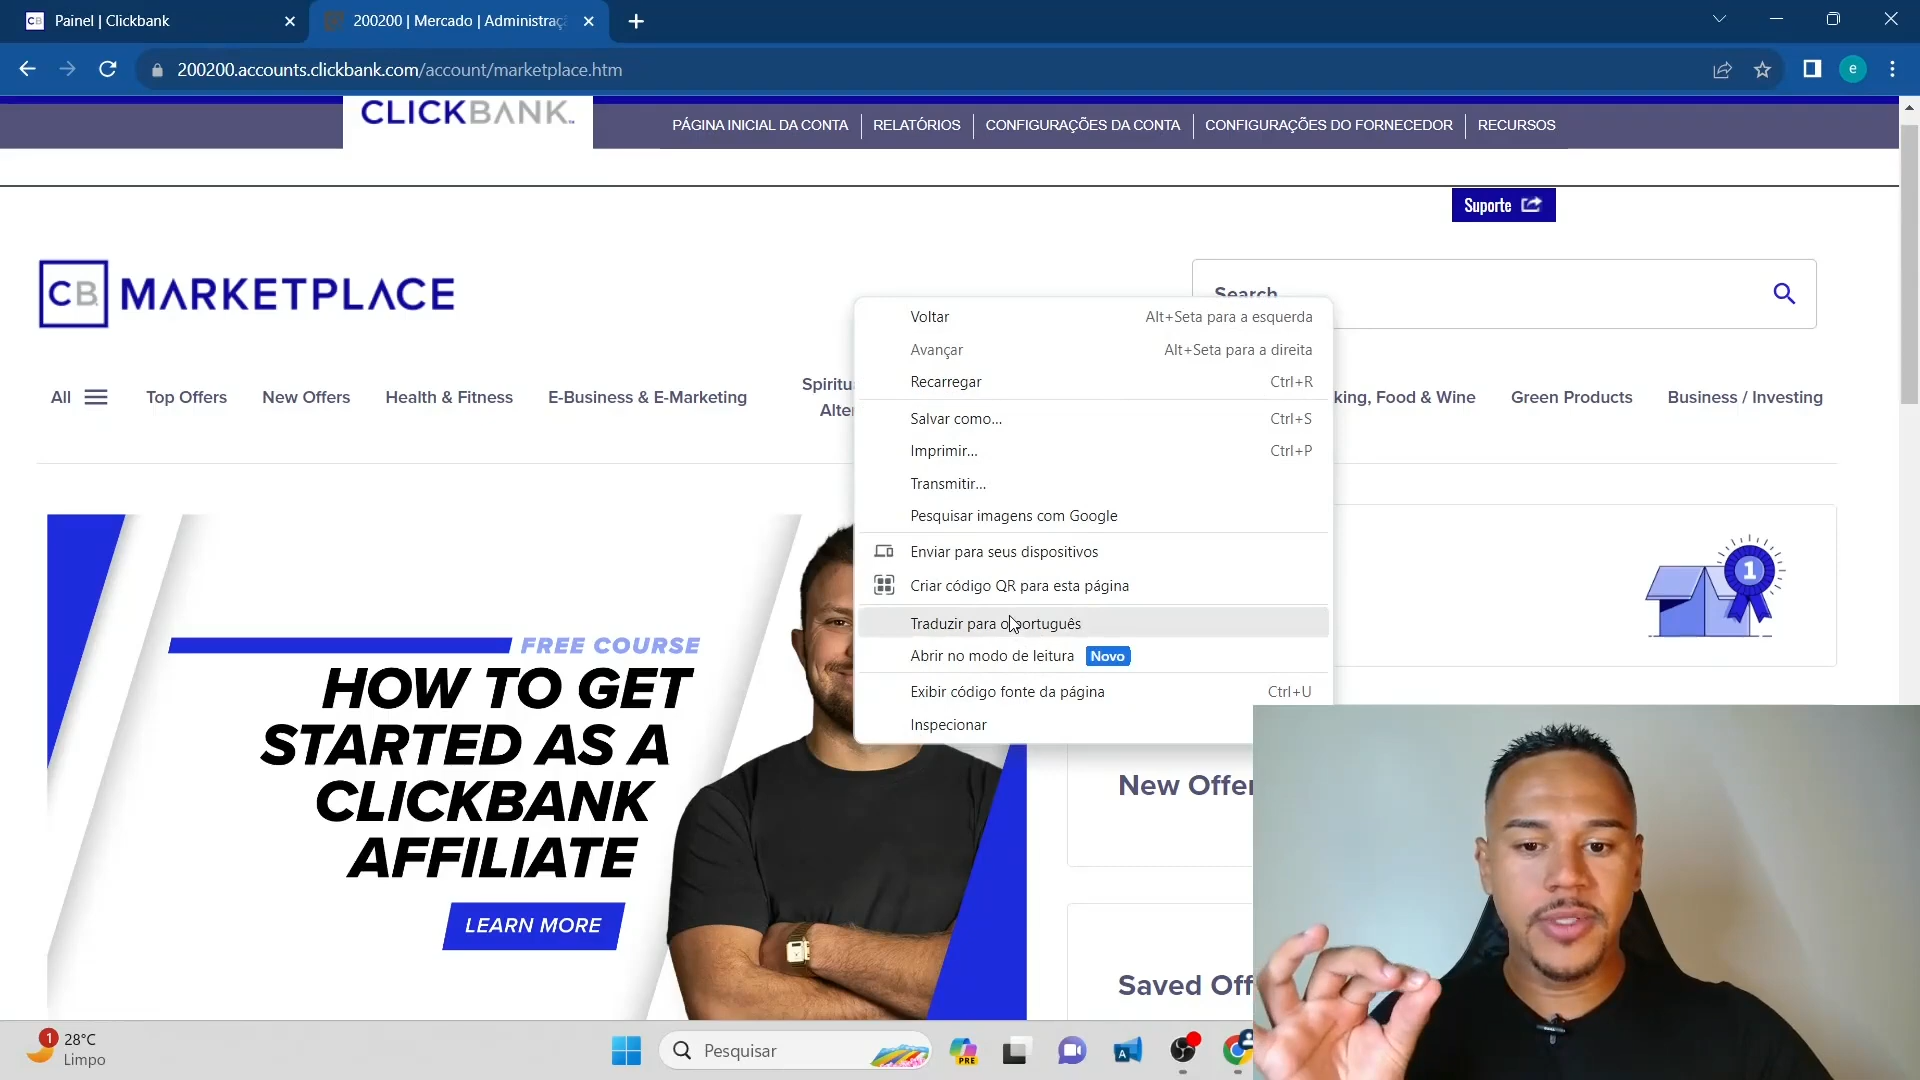 Painel | Clickbank
200200 | Mercado | Administraç
200200.accounts.clickbank.com/account/marketplace.htm
e
CLICKBANK
PÁGINA INICIAL DA CONTA
RELATÓRIOS
CONFIGURAÇÕES DA CONTA
CONFIGURAÇÕES DO FORNECEDOR
RECURSOS
Suporte
CB MARKETPLACE
Search
All
Top Offers
New Offers
Health & Fitness
E-Business & E-Marketing
Spiritu
Alter
king, Food & Wine
Green Products
Business / Investing
Voltar Alt+Seta para a esquerda
Avançar Alt+Seta para a direita
Recarregar Ctrl+R
Salvar como... Ctrl+S
Imprimir... Ctrl+P
Transmitir...
Pesquisar imagens com Google
Enviar para seus dispositivos
Criar código QR para esta página
Traduzir para o português
Abrir no modo de leitura Novo
Exibir código fonte da página Ctrl+U
Inspecionar
FREE COURSE
HOW TO GET
STARTED AS A
CLICKBANK
AFFILIATE
LEARN MORE
1
New Offer
Saved Off
1
28°C
Limpo
Pesquisar
PRE
A